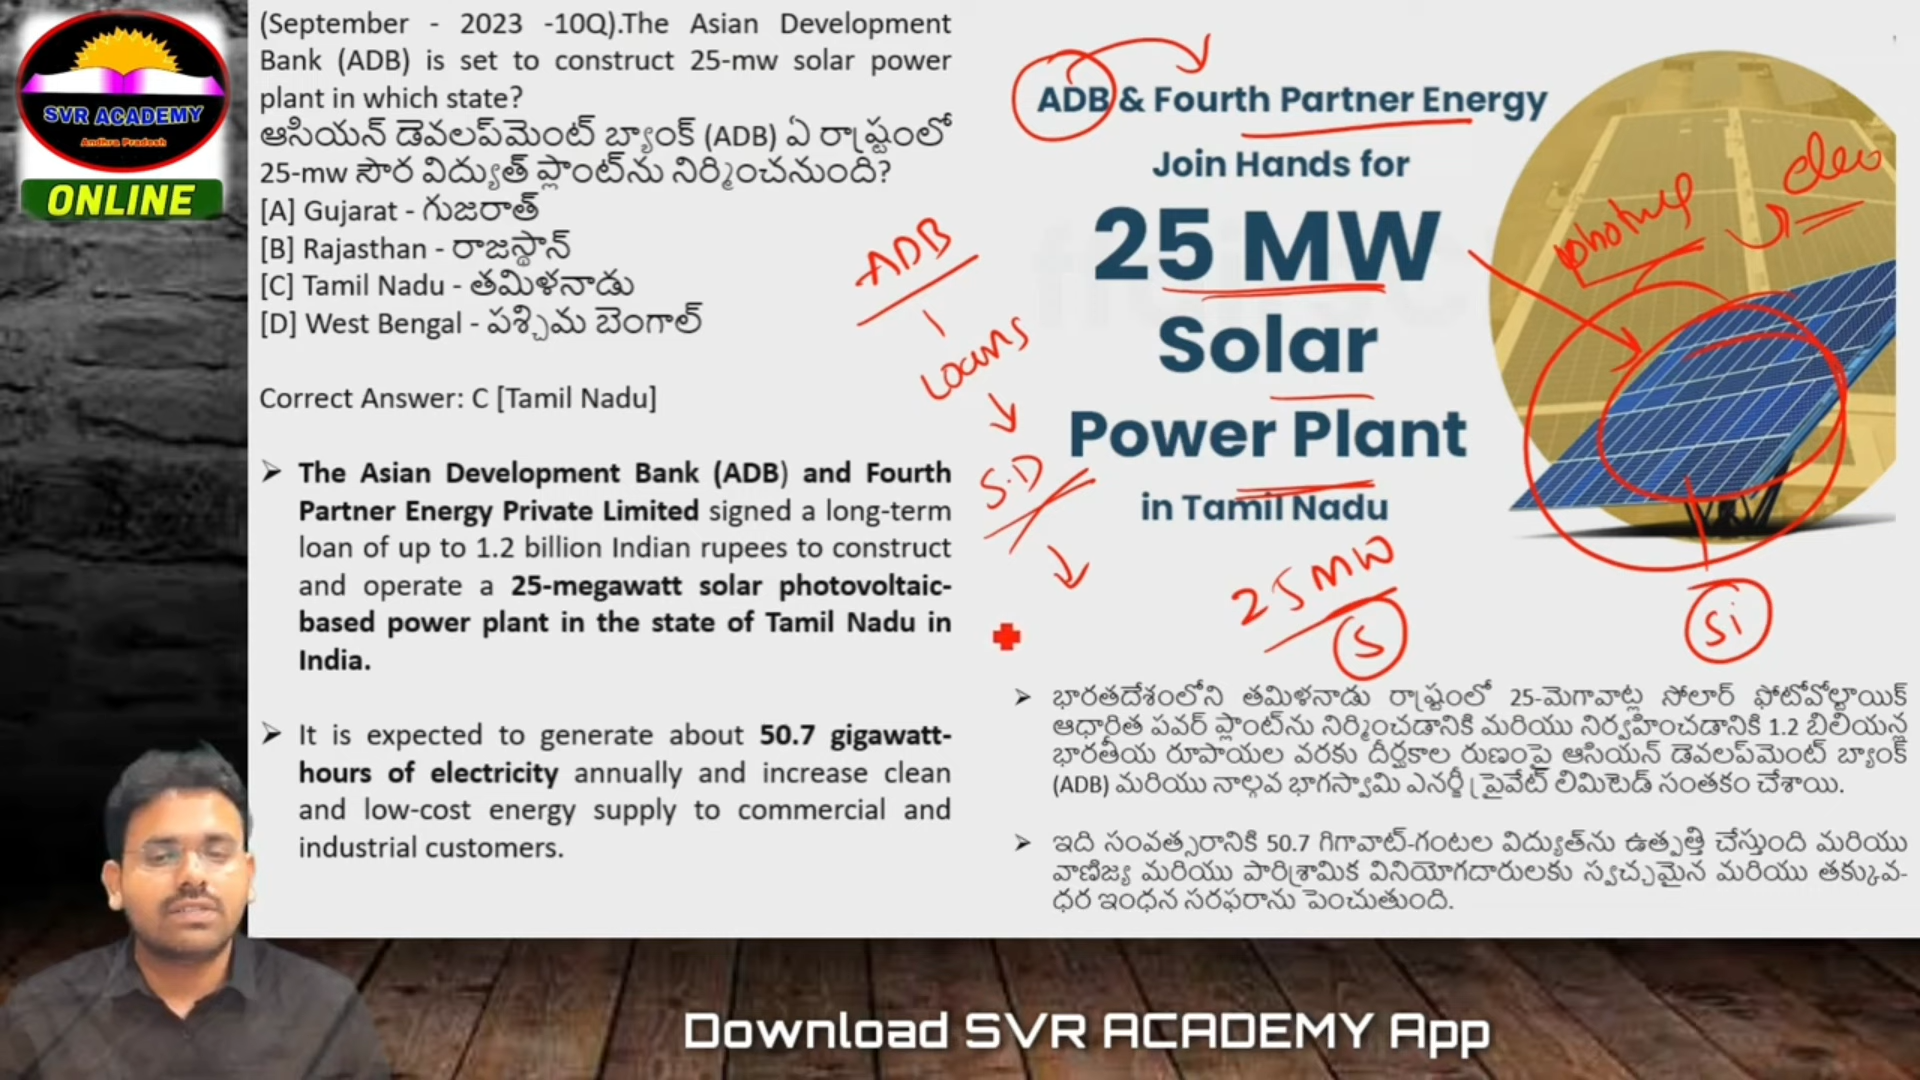 SVR ACADEMY
Andhra Pradesh
ONLINE
(September - 2023 -10Q).The Asian Development
Bank (ADB) is set to construct 25-mw solar power
plant in which state?
ఆసియన్ డెవలప్‌మెంట్ బ్యాంక్ (ADB) ఏ రాష్ట్రంలో
25-mw సౌర విద్యుత్ ప్లాంట్‌ను నిర్మించనుంది?
[A] Gujarat - గుజరాత్
[B] Rajasthan - రాజస్థాన్
[C] Tamil Nadu - తమిళనాడు
[D] West Bengal - పశ్చిమ బెంగాల్
Correct Answer: C [Tamil Nadu]
➢ The Asian Development Bank (ADB) and Fourth
Partner Energy Private Limited signed a long-term
loan of up to 1.2 billion Indian rupees to construct
and operate a 25-megawatt solar photovoltaic-
based power plant in the state of Tamil Nadu in
India.
➢ It is expected to generate about 50.7 gigawatt-
hours of electricity annually and increase clean
and low-cost energy supply to commercial and
industrial customers.
ADB & Fourth Partner Energy
Join Hands for
25 MW
Solar
Power Plant
in Tamil Nadu
ADB
Loans
S.D
25MW
S
Si
➢ భారతదేశంలోని తమిళనాడు రాష్ట్రంలో 25-మెగావాట్ల సోలార్ ఫోటోవోల్టాయిక్
ఆధారిత పవర్ ప్లాంట్‌ను నిర్మించడానికి మరియు నిర్వహించడానికి 1.2 బిలియన్ల
భారతీయ రూపాయల వరకు దీర్ఘకాల రుణంపై ఆసియన్ డెవలప్‌మెంట్ బ్యాంక్
(ADB) మరియు నాల్గవ భాగస్వామి ఎనర్జీ ప్రైవేట్ లిమిటెడ్ సంతకం చేశాయి.
➢ ఇది సంవత్సరానికి 50.7 గిగావాట్-గంటల విద్యుత్‌ను ఉత్పత్తి చేస్తుంది మరియు
వాణిజ్య మరియు పారిశ్రామిక వినియోగదారులకు స్వచ్ఛమైన మరియు తక్కువ-
ధర ఇంధన సరఫరాను పెంచుతుంది.
Download SVR ACADEMY App